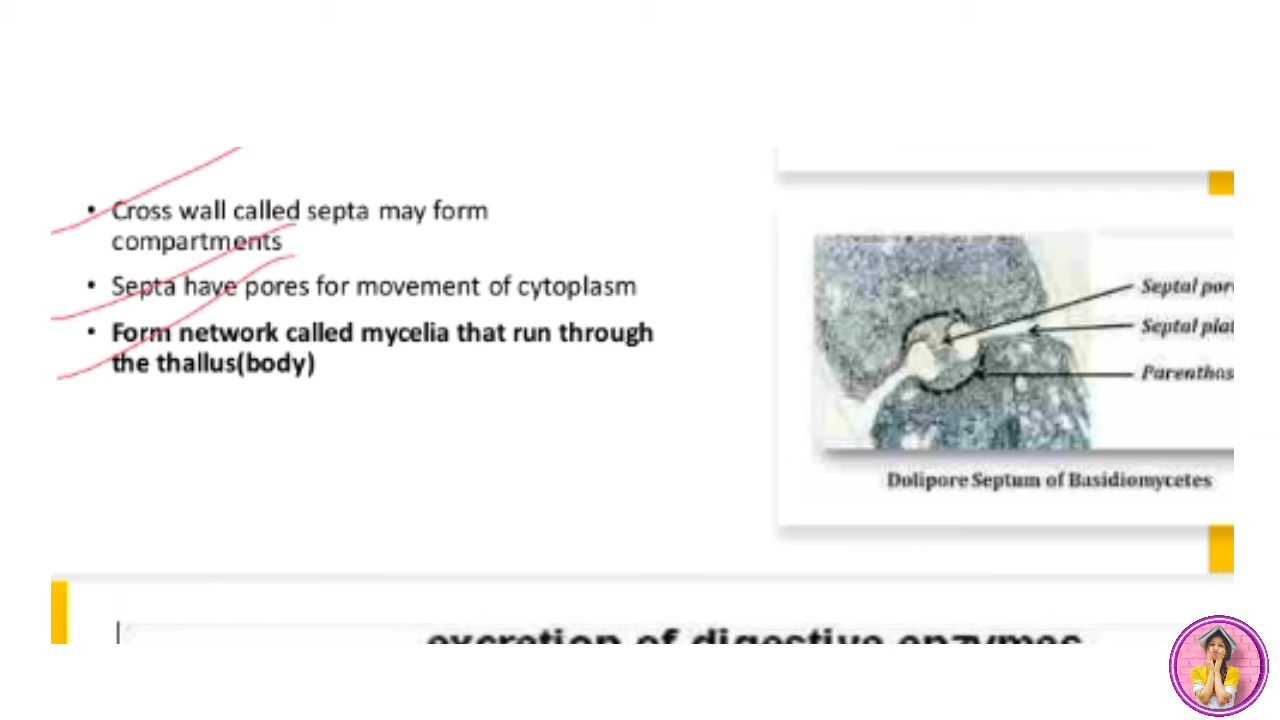 • Cross wall called septa may form
compartments
• Septa have pores for movement of cytoplasm
• Form network called mycelia that run through
the thallus(body)
Septal por
Septal plat
Parenthos
Dolipore Septum of Basidiomycetes
excretion of digestive enzymes